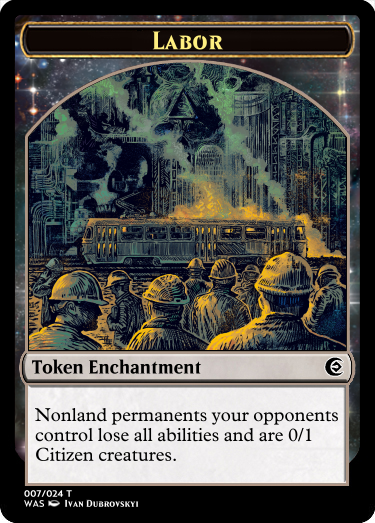 LABOR
Token Enchantment
Nonland permanents your opponents
control lose all abilities and are 0/1
Citizen creatures.
007/024 T
WAS IVAN DUBROVSKYI